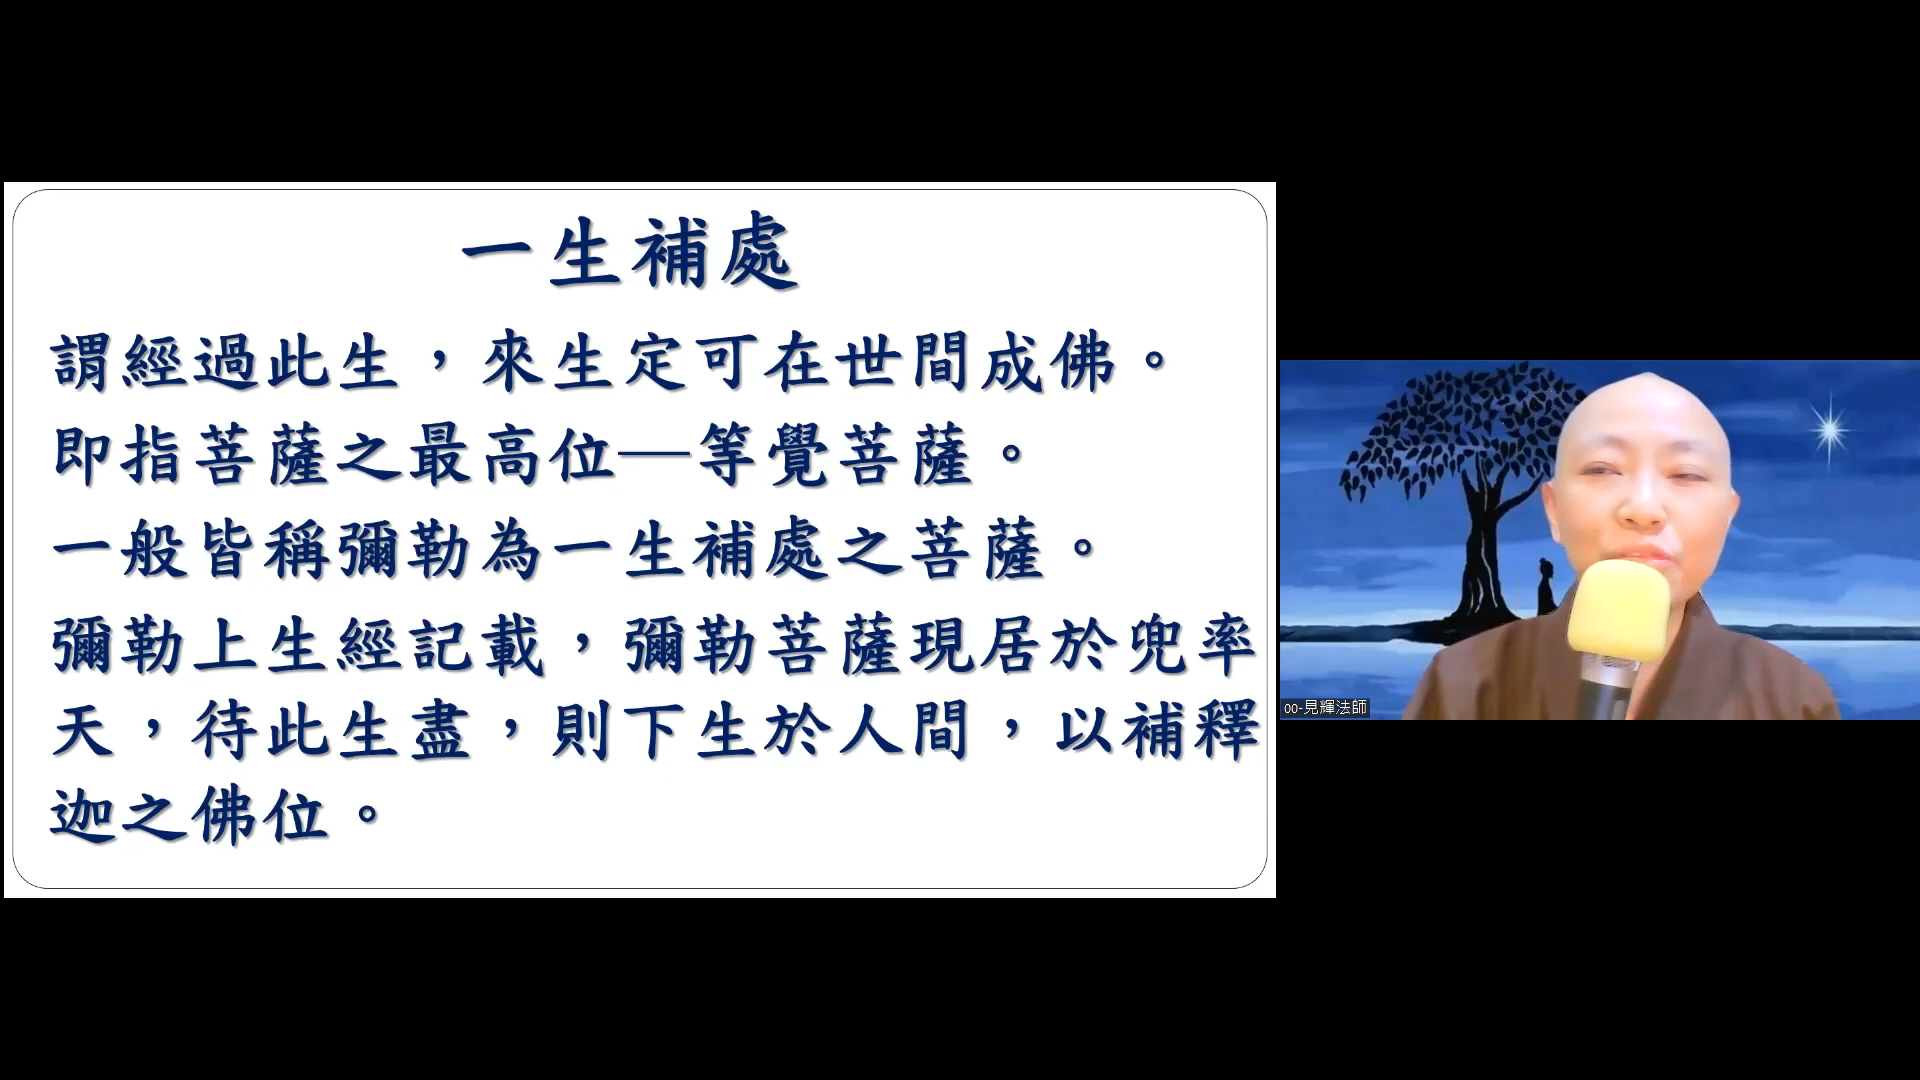 一生補處
謂經過此生，來生定可在世間成佛。
即指菩薩之最高位—等覺菩薩。
一般皆稱彌勒為一生補處之菩薩。
彌勒上生經記載，彌勒菩薩現居於兜率
天，待此生盡，則下生於人間，以補釋
迦之佛位。
00-見輝法師